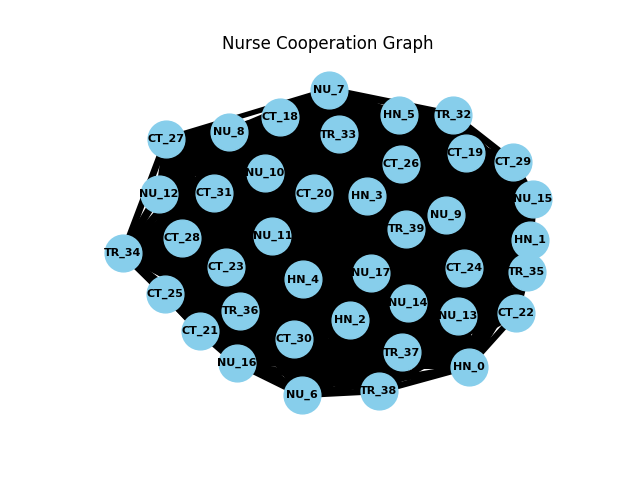 Nurse Cooperation Graph
NU_7
CT_18
HN_5
TR_32
NU_8
TR_33
CT_27
CT_19
CT_29
CT_26
NU_10
NU_12
CT_31
CT_20
HN_3
NU_15
NU_9
TR_39
NU_11
CT_28
HN_1
TR_34
CT_23
CT_24
TR_35
NU_17
HN_4
CT_25
NU_14
TR_36
CT_22
NU_13
HN_2
CT_21
CT_30
TR_37
NU_16
HN_0
TR_38
NU_6